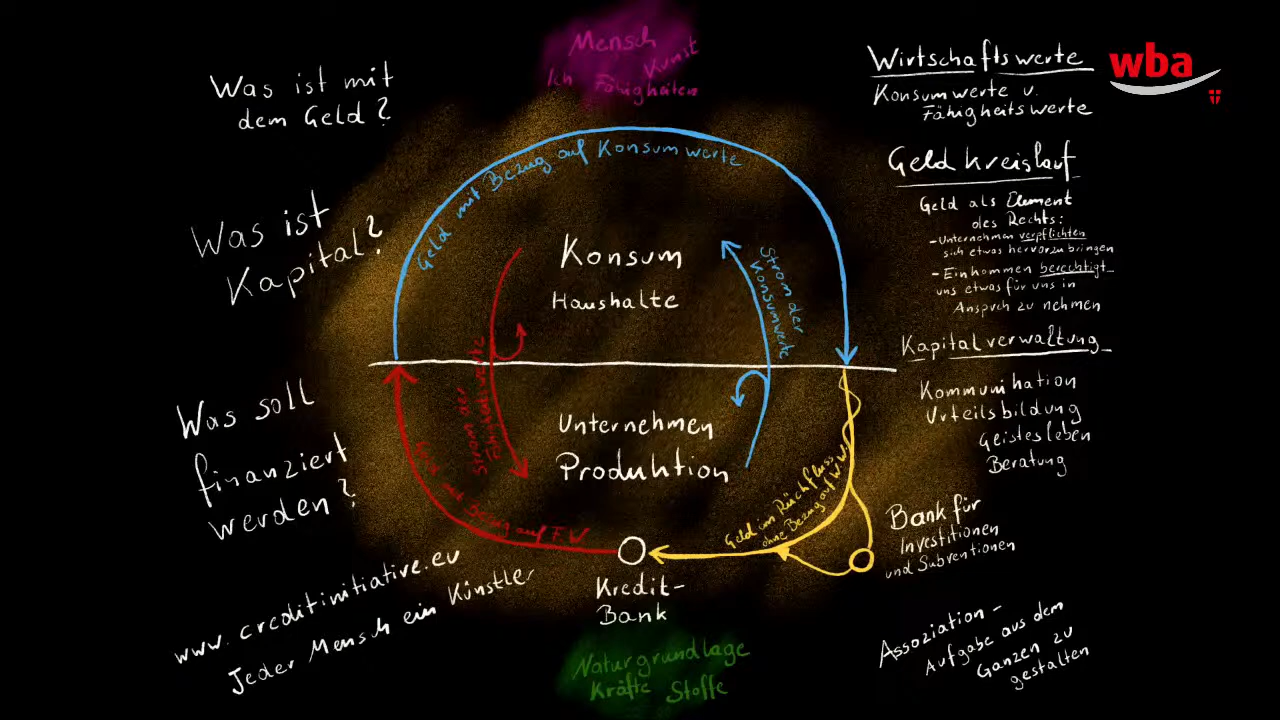 Was ist mit
dem Geld?
Was ist
Kapital?
Was soll
finanziert
werden?
www.creditinitiative.eu
Jeder Mensch ein Künstler
Mensch
Ich Kunst
Fähigkeiten
Geld mit Bezug auf Konsumwerte
Konsum
Haushalte
Strom der
Konsumwerte
Strom der
Fähigkeitswerte
Unternehmen
Produktion
Geld mit Bezug auf F.W
Geld im Rückfluss
ohne Bezug auf W.W.
Kredit-
Bank
Naturgrundlage
Kräfte Stoffe
wba
Wirtschaftswerte
Konsumwerte u.
Fähigheitswerte
Geldkreislauf
Geld als Element
des Rechts:
- Unternehmen verpflichten
sich etwas hervorzubringen
- Einkommen berechtigt
uns etwas für uns in
Anspruch zu nehmen
Kapitalverwaltung
Kommunikation
Urteilsbildung
Geistesleben
Beratung
Bank für
Investitionen
und Subventionen
Assoziation -
Aufgabe aus dem
Ganzen zu
gestalten